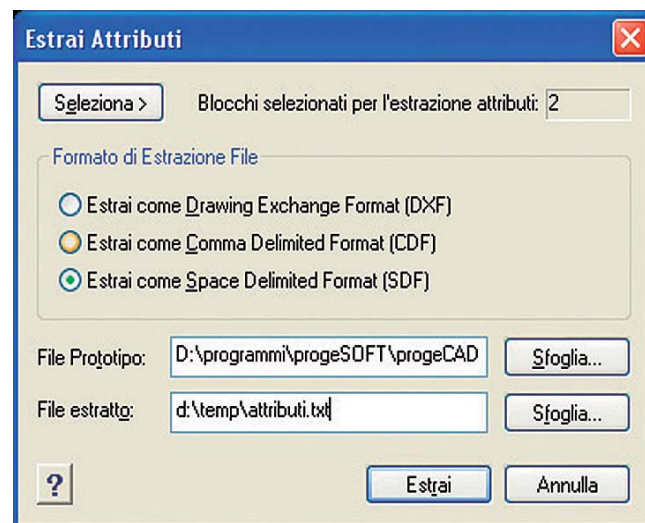 Estrai Attributi
Seleziona > Blocchi selezionati per l'estrazione attributi: 2
Formato di Estrazione File
Estrai come Drawing Exchange Format (DXF)
Estrai come Comma Delimited Format (CDF)
Estrai come Space Delimited Format (SDF)
File Prototipo: D:\programmi\progeSOFT\progeCAD Sfoglia...
File estratto: d:\temp\attributi.txt Sfoglia...
? Estrai Annulla